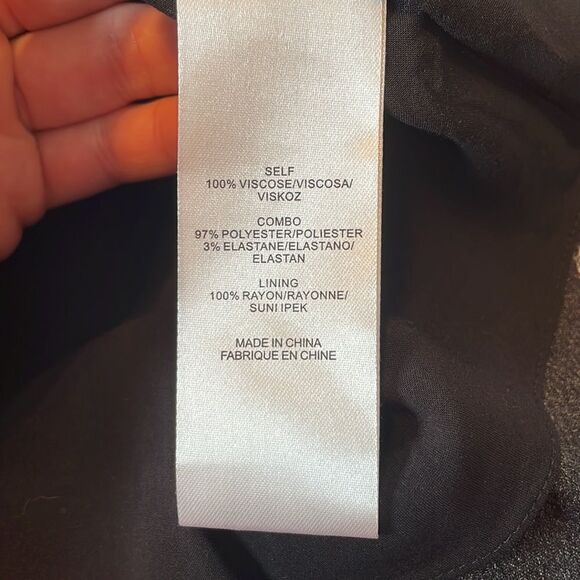 SELF
100% VISCOSE/VISCOSA/
VISKOZ
COMBO
97% POLYESTER/POLIESTER
3% ELASTANE/ELASTANO/
ELASTAN
LINING
100% RAYON/RAYONNE/
SUNI IPEK
MADE IN CHINA
FABRIQUE EN CHINE